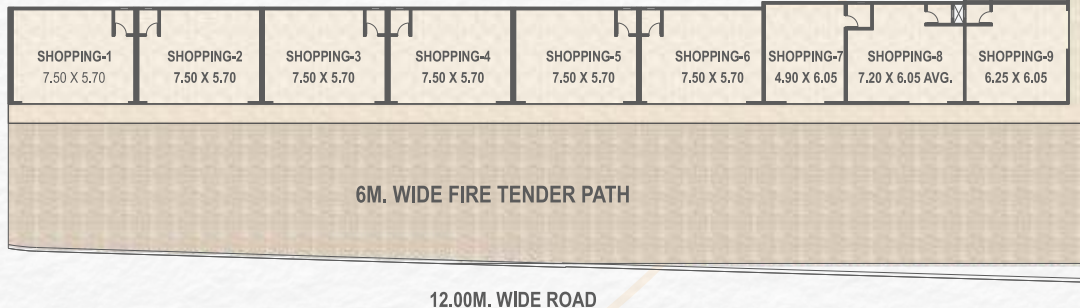 SHOPPING-1
7.50 X 5.70
SHOPPING-2
7.50 X 5.70
SHOPPING-3
7.50 X 5.70
SHOPPING-4
7.50 X 5.70
SHOPPING-5
7.50 X 5.70
SHOPPING-6
7.50 X 5.70
SHOPPING-7
4.90 X 6.05
SHOPPING-8
7.20 X 6.05 AVG.
SHOPPING-9
6.25 X 6.05
6M. WIDE FIRE TENDER PATH
12.00M. WIDE ROAD